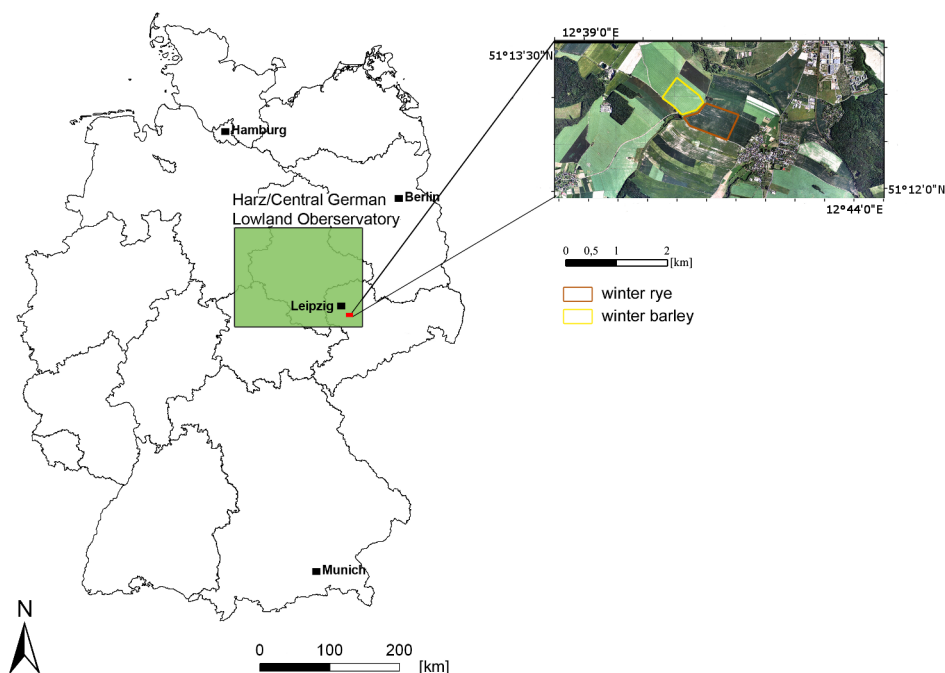 12°39'0"E
51°13'30"N
51°12'0"N
12°44'0"E
Hamburg
Berlin
Harz/Central German
Lowland Oberservatory
Leipzig
Munich
0 0,5 1 2
[km]
winter rye
winter barley
N
0 100 200
[km]